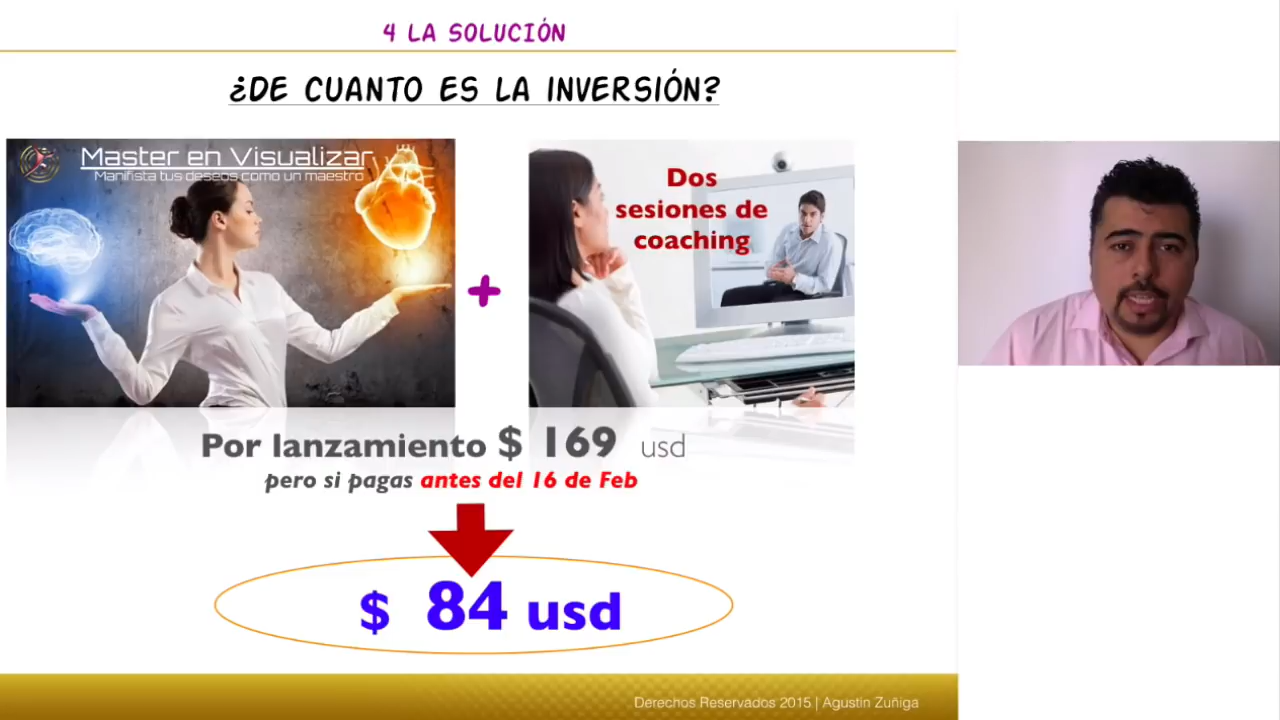 4 LA SOLUCIÓN
¿DE CUANTO ES LA INVERSIÓN?
Master en Visualizar
Manifista tus deseos como un maestro
Dos
sesiones de
coaching
+
Por lanzamiento $ 169 usd
pero si pagas antes del 16 de Feb
$ 84 usd
Derechos Reservados 2015 | Agustin Zuñiga